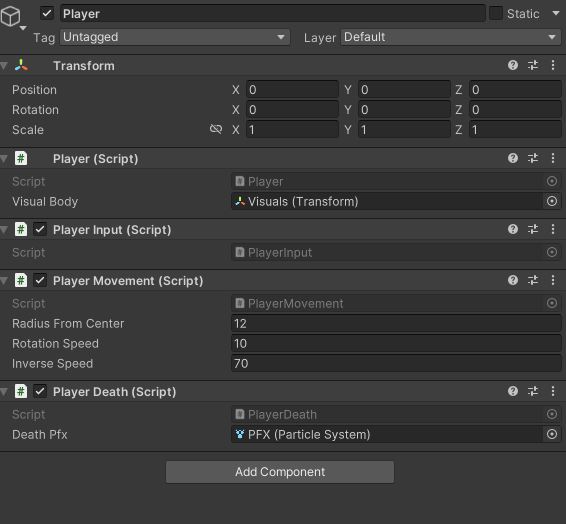 Player Static
Tag Untagged Layer Default
Transform
Position X 0 Y 0 Z 0
Rotation X 0 Y 0 Z 0
Scale X 1 Y 1 Z 1
# Player (Script)
Script # Player
Visual Body Visuals (Transform)
# Player Input (Script)
Script # PlayerInput
# Player Movement (Script)
Script # PlayerMovement
Radius From Center 12
Rotation Speed 10
Inverse Speed 70
# Player Death (Script)
Script # PlayerDeath
Death Pfx PFX (Particle System)
Add Component